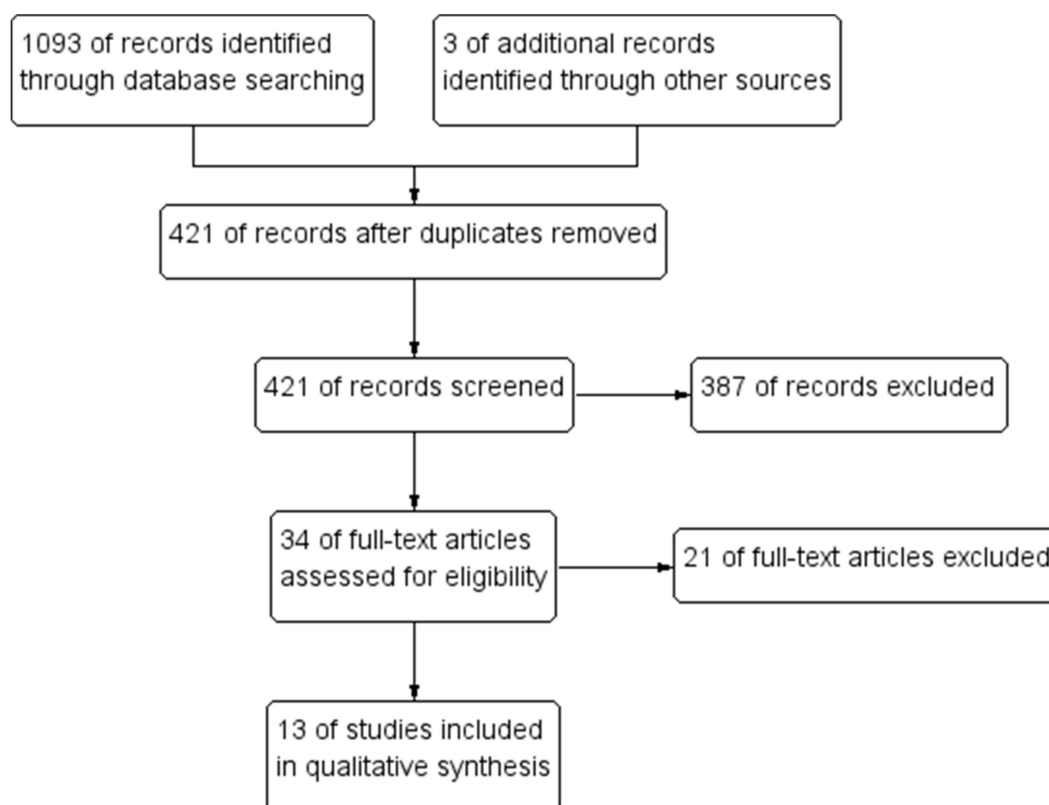 1093 of records identified
through database searching
3 of additional records
identified through other sources
421 of records after duplicates removed
421 of records screened
387 of records excluded
34 of full-text articles
assessed for eligibility
21 of full-text articles excluded
13 of studies included
in qualitative synthesis